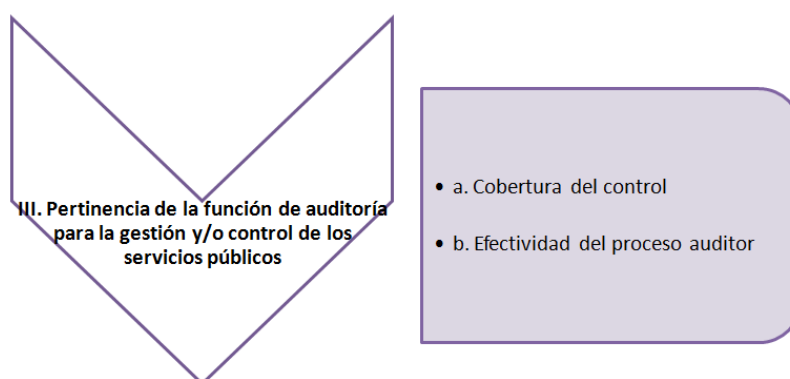 III. Pertinencia de la función de auditoría
para la gestión y/o control de los
servicios públicos
• a. Cobertura del control
• b. Efectividad del proceso auditor